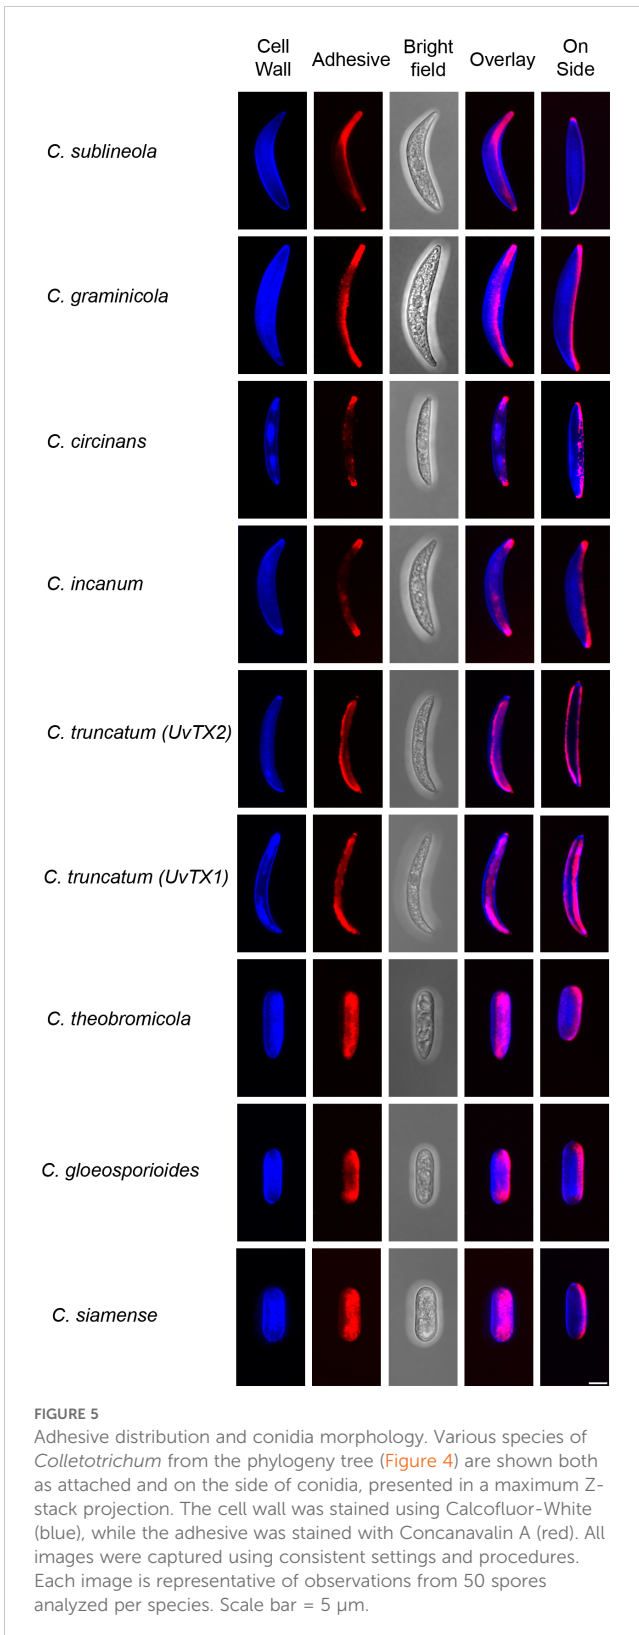 Cell Wall
Adhesive
Bright field
Overlay
On Side
C. sublineola
C. graminicola
C. circinans
C. incanum
C. truncatum (UvTX2)
C. truncatum (UvTX1)
C. theobromicola
C. gloeosporioides
C. siamense
FIGURE 5
Adhesive distribution and conidia morphology. Various species of
Colletotrichum from the phylogeny tree (Figure 4) are shown both
as attached and on the side of conidia, presented in a maximum Z-
stack projection. The cell wall was stained using Calcofluor-White
(blue), while the adhesive was stained with Concanavalin A (red). All
images were captured using consistent settings and procedures.
Each image is representative of observations from 50 spores
analyzed per species. Scale bar = 5 μm.